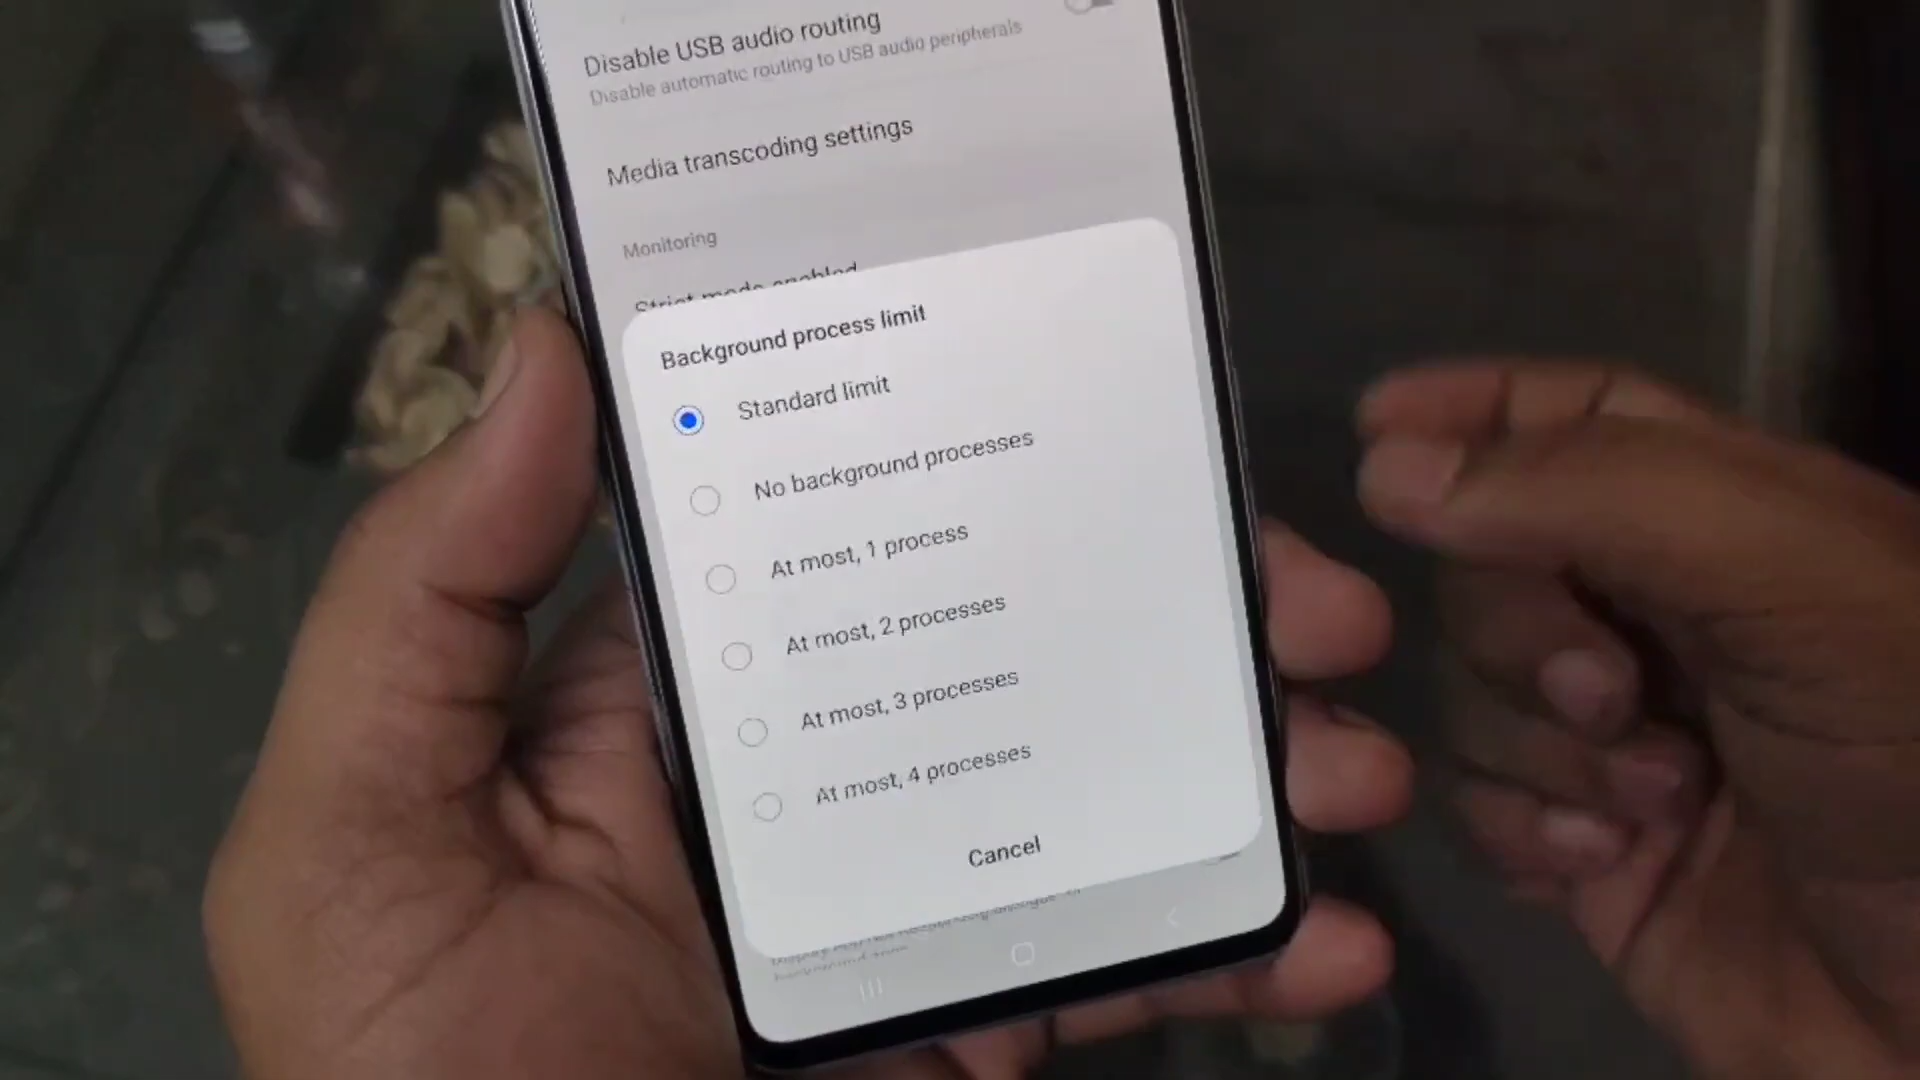 Disable USB audio routing
Disable automatic routing to USB audio peripherals
Media transcoding settings
Monitoring
Strict mode enabled
Background process limit
Standard limit
No background processes
At most, 1 process
At most, 2 processes
At most, 3 processes
At most, 4 processes
Cancel